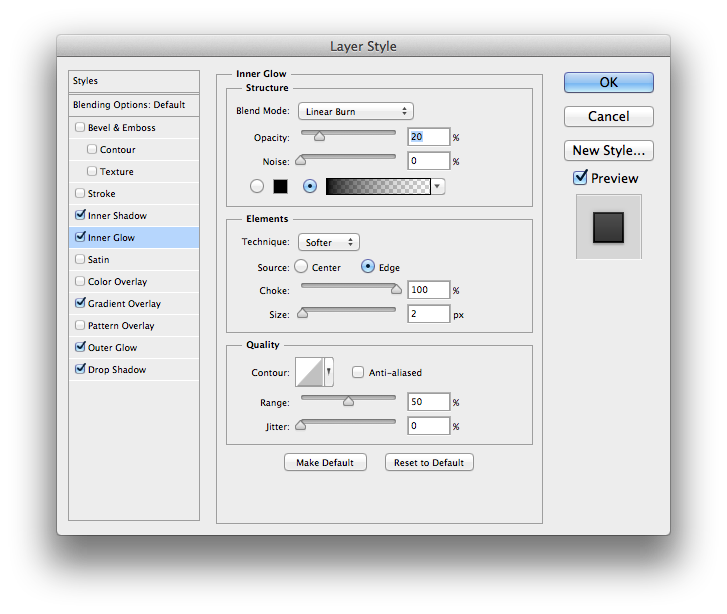 Layer Style
Styles
Blending Options: Default
Bevel & Emboss
Contour
Texture
Stroke
Inner Shadow
Inner Glow
Satin
Color Overlay
Gradient Overlay
Pattern Overlay
Outer Glow
Drop Shadow
Inner Glow
Structure
Blend Mode: Linear Burn
Opacity: 20 %
Noise: 0 %
Elements
Technique: Softer
Source: Center Edge
Choke: 100 %
Size: 2 px
Quality
Contour: Anti-aliased
Range: 50 %
Jitter: 0 %
Make Default Reset to Default
OK
Cancel
New Style...
Preview